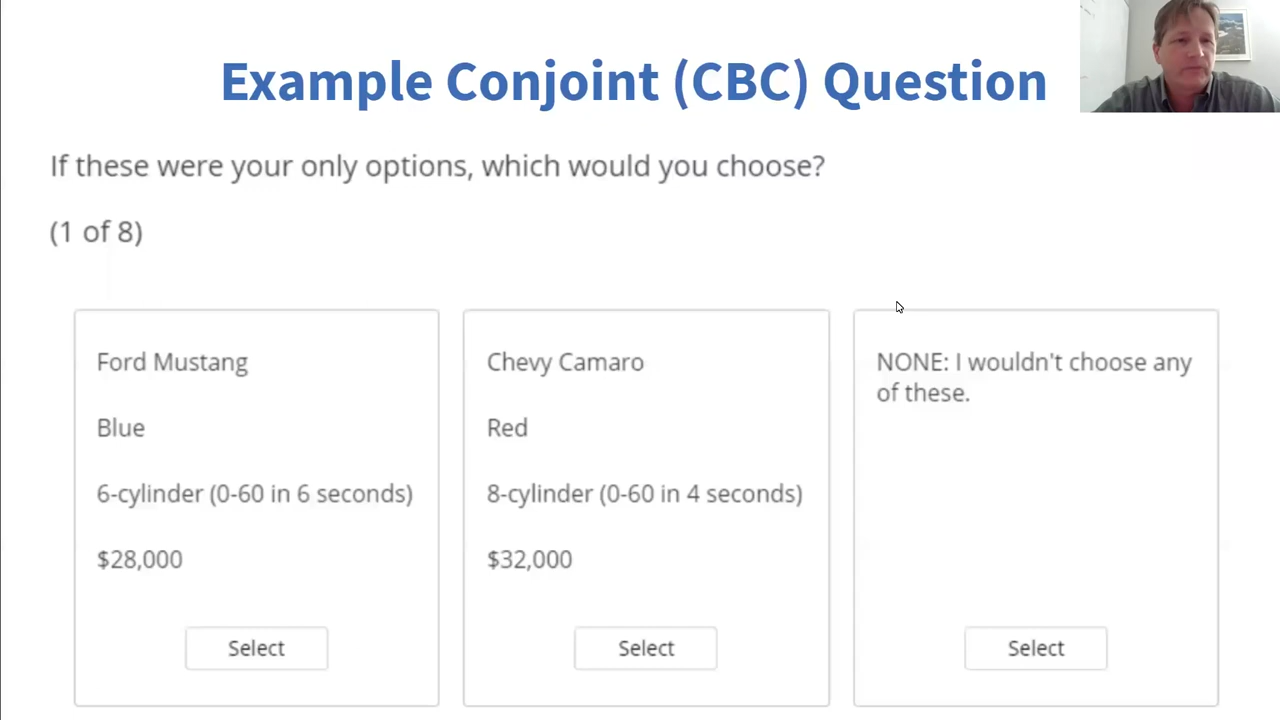 Example Conjoint (CBC) Question
If these were your only options, which would you choose?
(1 of 8)
Ford Mustang
Blue
6-cylinder (0-60 in 6 seconds)
$28,000
Select
Chevy Camaro
Red
8-cylinder (0-60 in 4 seconds)
$32,000
Select
NONE: I wouldn't choose any
of these.
Select